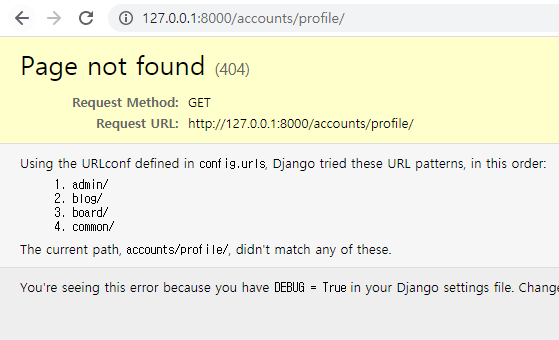 127.0.0.1:8000/accounts/profile/
Page not found (404)
Request Method: GET
Request URL: http://127.0.0.1:8000/accounts/profile/
Using the URLconf defined in config.urls, Django tried these URL patterns, in this order:
1. admin/
2. blog/
3. board/
4. common/
The current path, accounts/profile/, didn't match any of these.
You're seeing this error because you have DEBUG = True in your Django settings file. Change